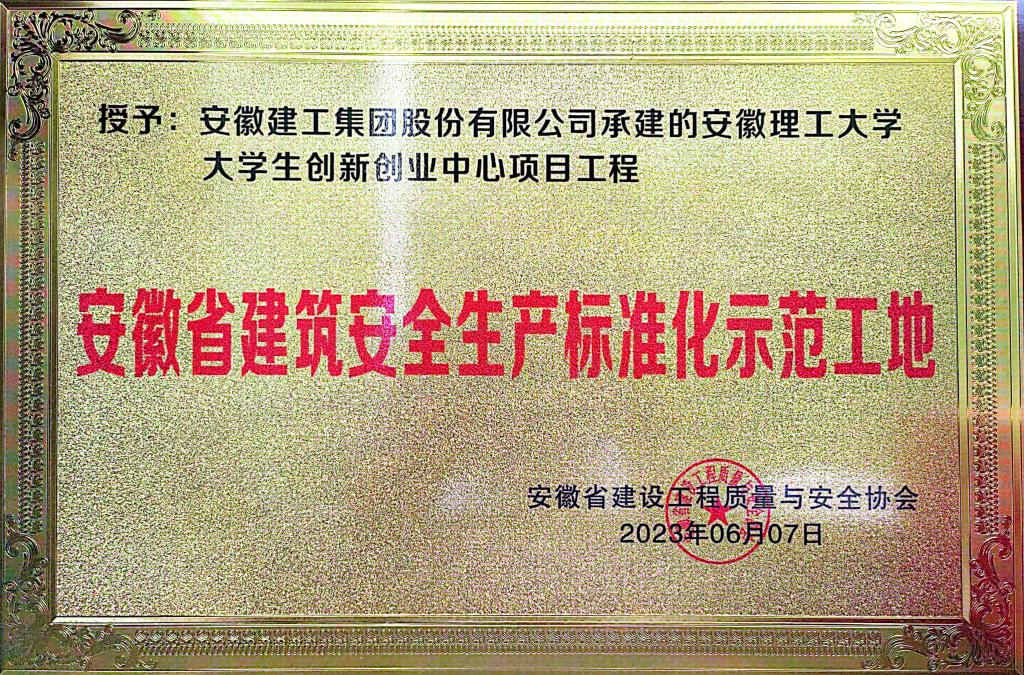 授予：安徽建工集团股份有限公司承建的安徽理工大学
大学生创新创业中心项目工程
安徽省建筑安全生产标准化示范工地
安徽省建设工程质量与安全协会
2023年06月07日